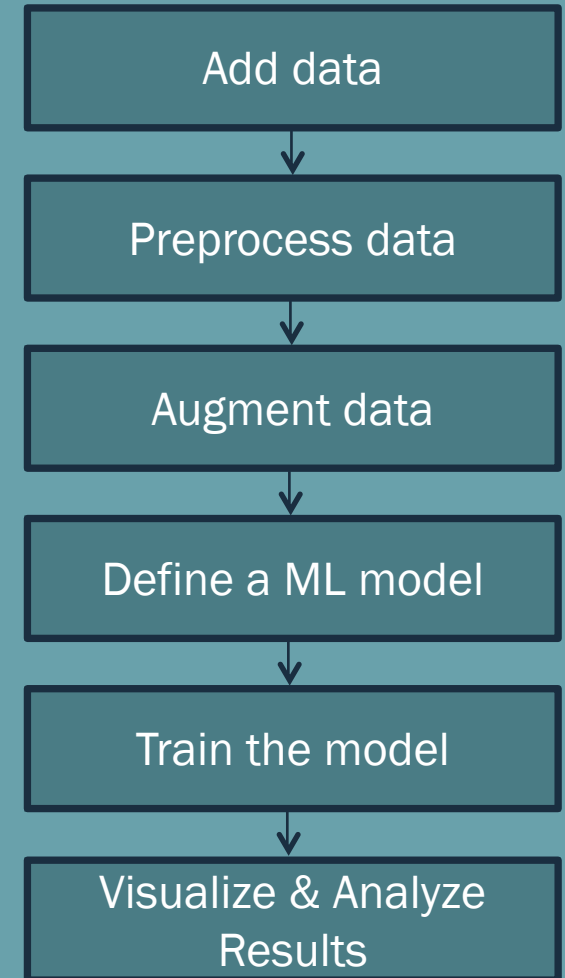 Add data
Preprocess data
Augment data
Define a ML model
Train the model
Visualize & Analyze
Results